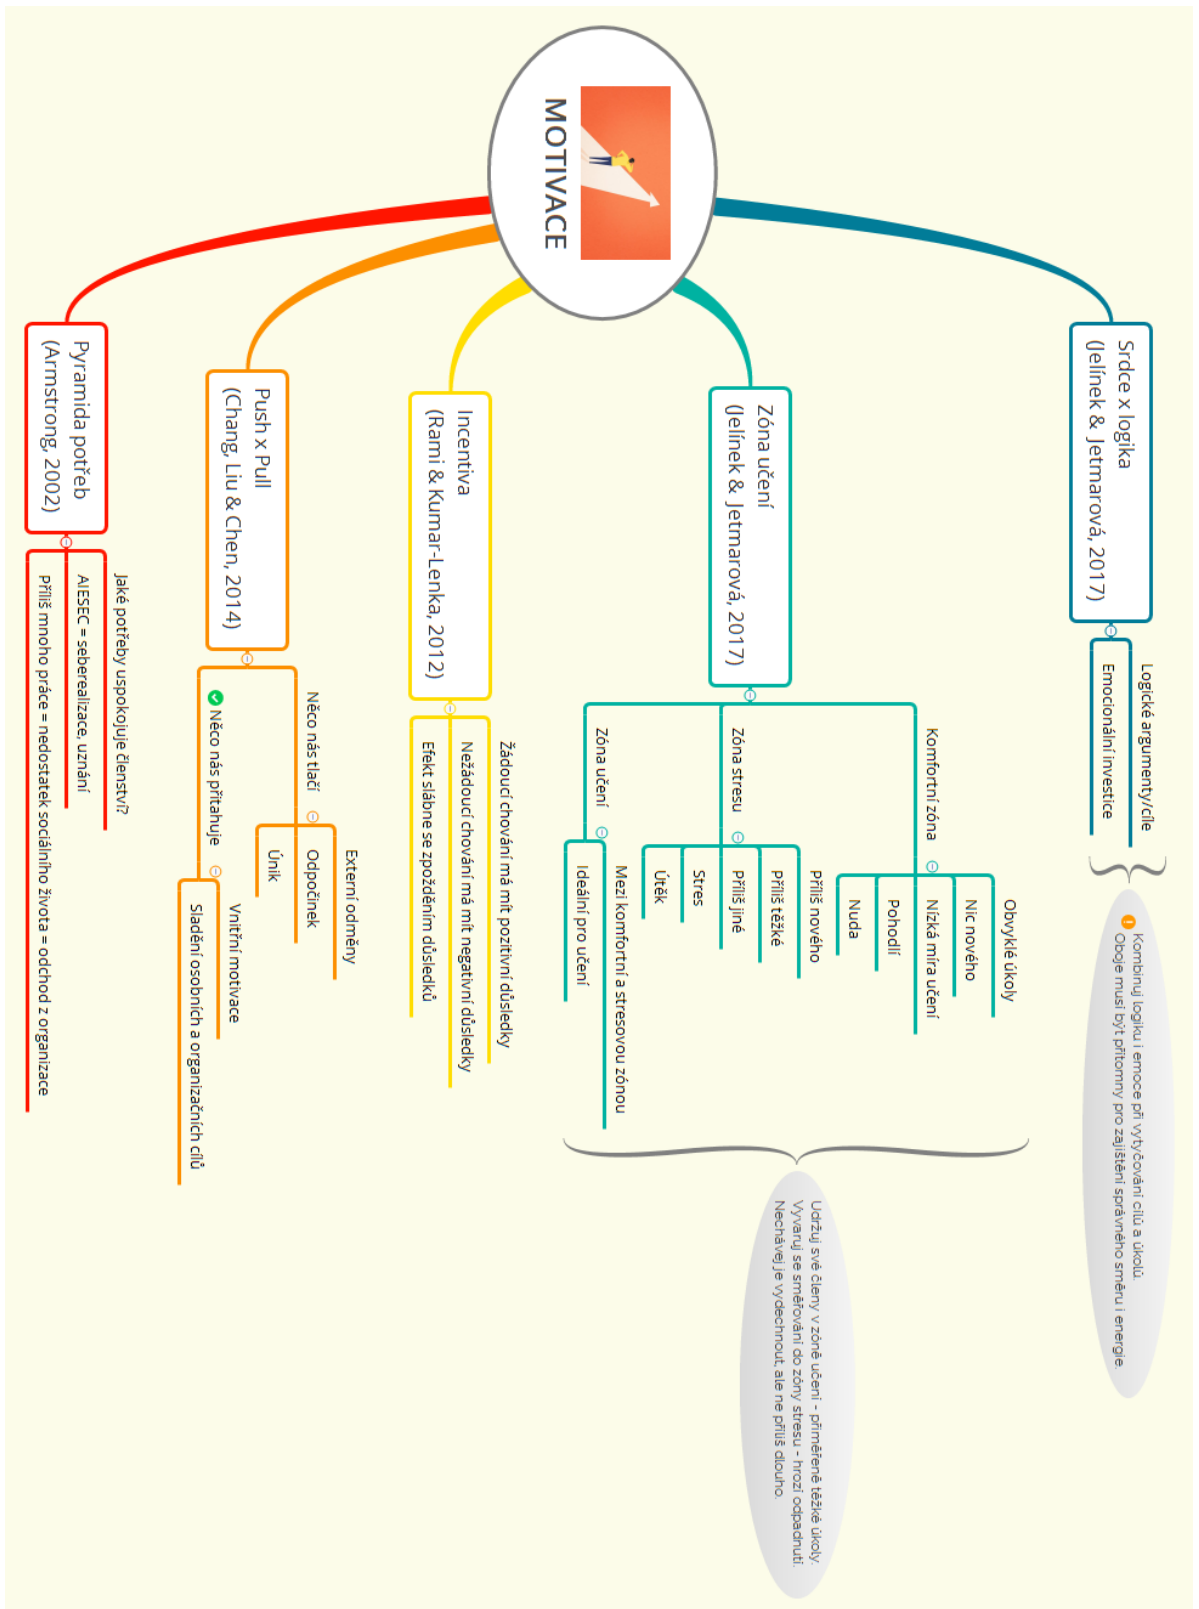 MOTIVACE
Srdce x logika
(Jelínek & Jetmarová, 2017)
Logické argumenty/cíle
Emocionální investice
Kombinuj logiku i emoce při vytyčování cílů a úkolů.
Oboje musí být přítomny pro zajištění správného směru i energie.
Zóna učení
(Jelínek & Jetmarová, 2017)
Komfortní zóna
Obvyklé úkoly
Nic nového
Nízká míra učení
Pohodlí
Nuda
Zóna stresu
Příliš nového
Příliš těžké
Příliš jiné
Stres
Útěk
Zóna učení
Mezi komfortní a stresovou zónou
Ideální pro učení
Udržuj své členy v zóně učení - přiměřeně těžké úkoly.
Vyvaruj se směřování do zóny stresu - hrozí odpadnutí.
Nechávej je vydechnout, ale ne příliš dlouho.
Incentiva
(Rami & Kumar-Lenka, 2012)
Žádoucí chování má mít pozitivní důsledky
Nežádoucí chování má mít negativní důsledky
Efekt slábne se zpožděním důsledků
Push x Pull
(Chang, Liu & Chen, 2014)
Něco nás tlačí
Externí odměny
Odpočinek
Únik
Něco nás přitahuje
Vnitřní motivace
Sladění osobních a organizačních cílů
Pyramida potřeb
(Armstrong, 2002)
Jaké potřeby uspokojuje členství?
AIESEC = seberealizace, uznání
Příliš mnoho práce = nedostatek sociálního života = odchod z organizace